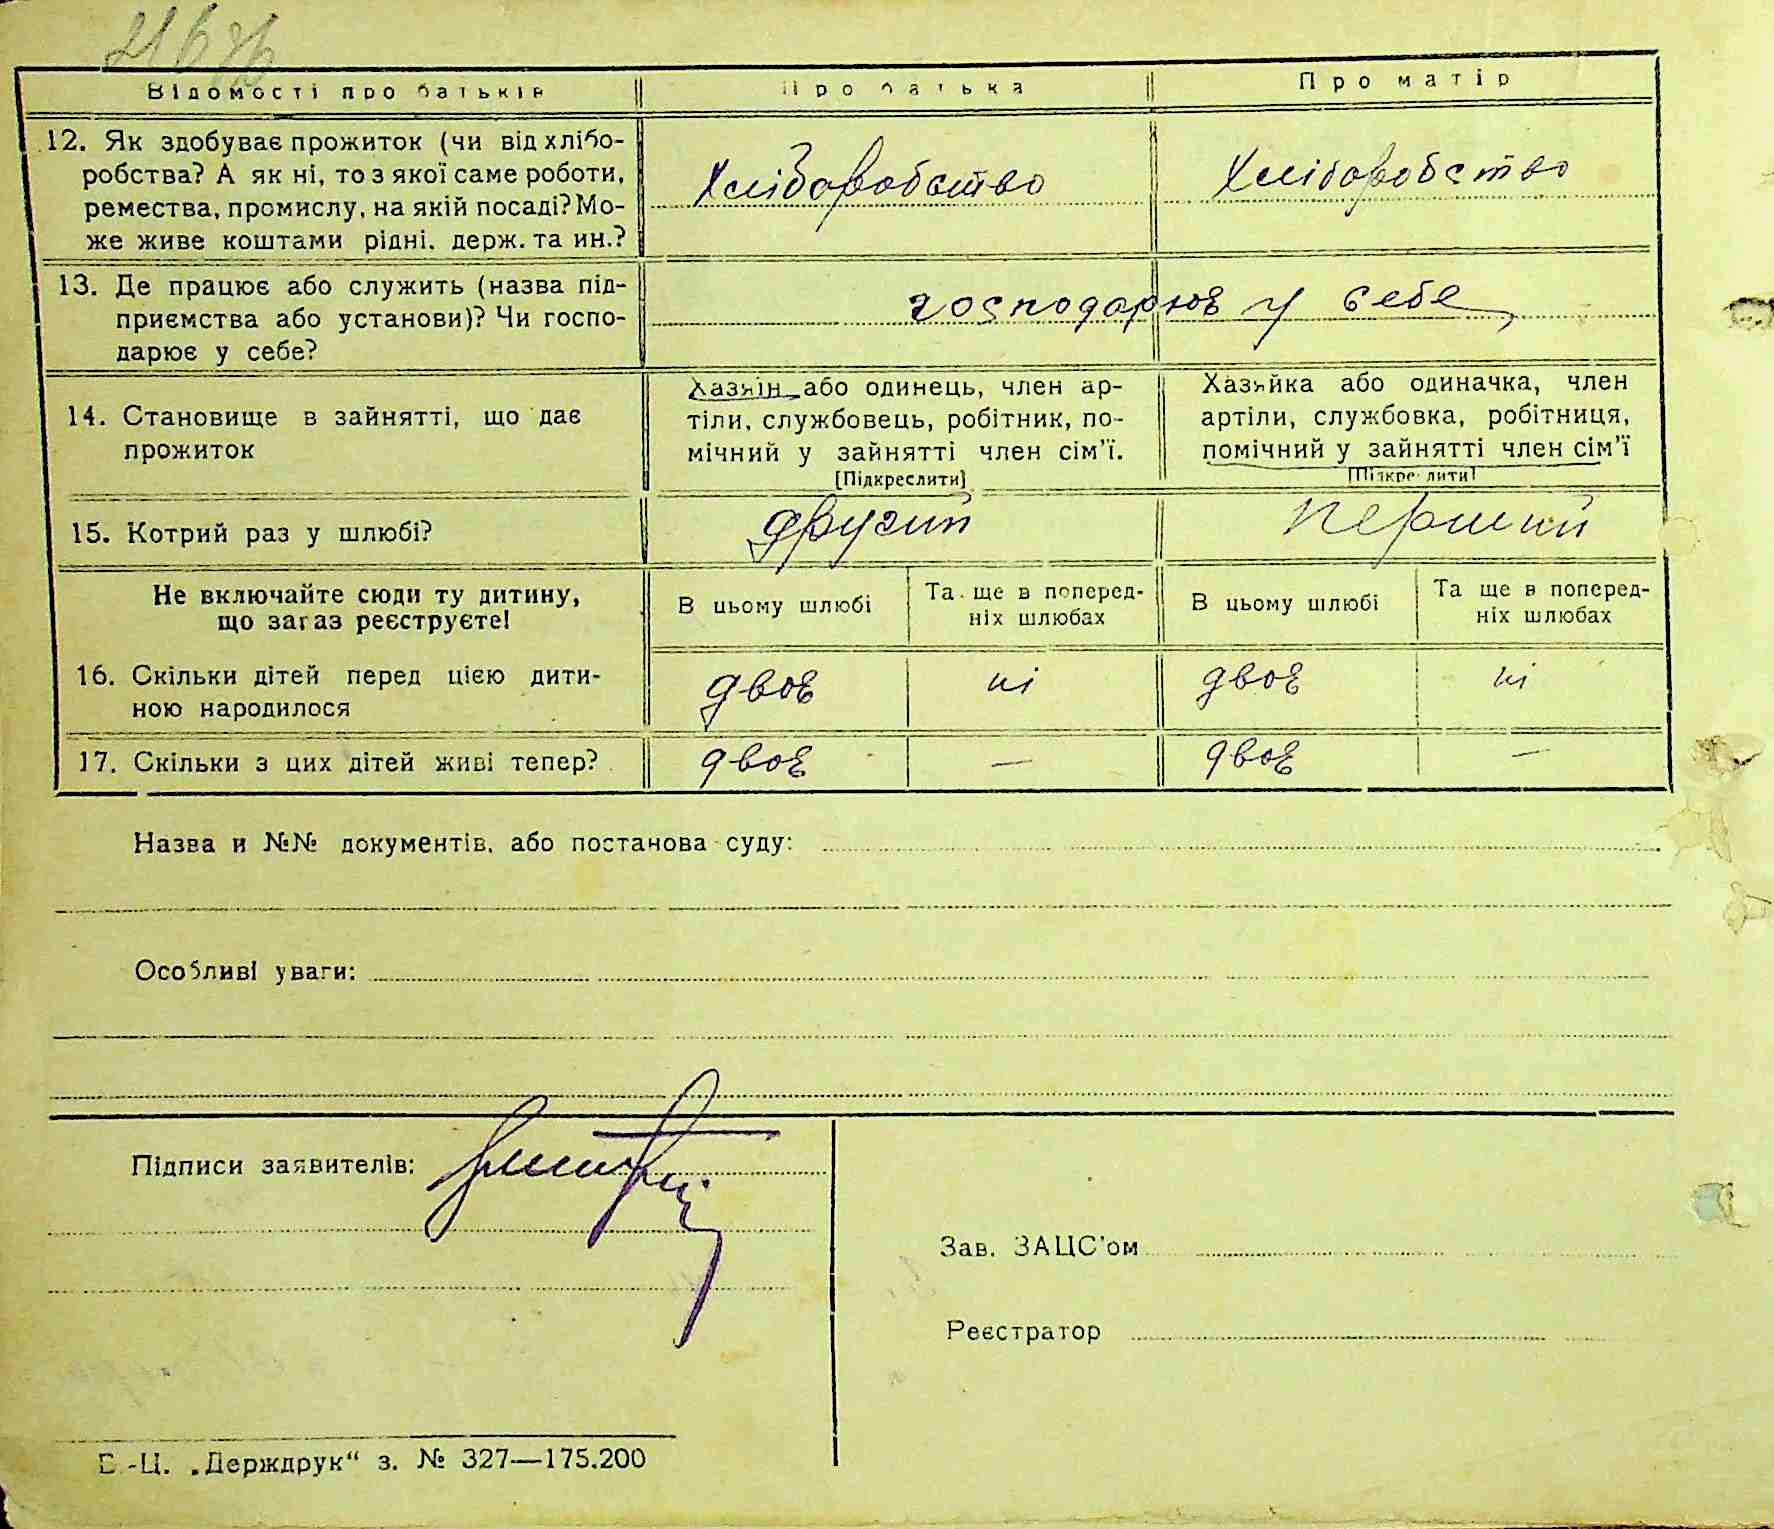 Відомості про батьків Про батька Про матір
12. Як здобуває прожиток (чи від хлібо-
робства? А як ні, то з якої саме роботи,
ремества, промислу, на якій посаді? Мо-
же живе коштами рідні, держ. та ин.?
Хліборобство Хліборобство
13. Де працює або служить (назва під-
приємства або установи)? Чи госпо-
дарює у себе?
господарює у себе
14. Становище в зайнятті, що дає
прожиток
Хазяїн або одинець, член ар-
тіли, службовець, робітник, по-
мічний у зайнятті член сім'ї.
[Підкреслити]
Хазяйка або одиначка, член
артіли, службовка, робітниця,
помічний у зайнятті член сім'ї
[Підкреслити]
15. Котрий раз у шлюбі? другий перший
Не включайте сюди ту дитину,
що зараз реєструєте!
В цьому шлюбі
Та ще в поперед-
ніх шлюбах
В цьому шлюбі
Та ще в поперед-
ніх шлюбах
16. Скільки дітей перед цією дити-
ною народилося
двоє ні двоє ні
17. Скільки з цих дітей живі тепер? двоє — двоє —
Назва и №№ документів, або постанова суду:
Особливі уваги:
Підписи заявителів:
Зав. ЗАЦС'ом
Реєстратор
-Ц. „Держдрук“ з. № 327—175.200